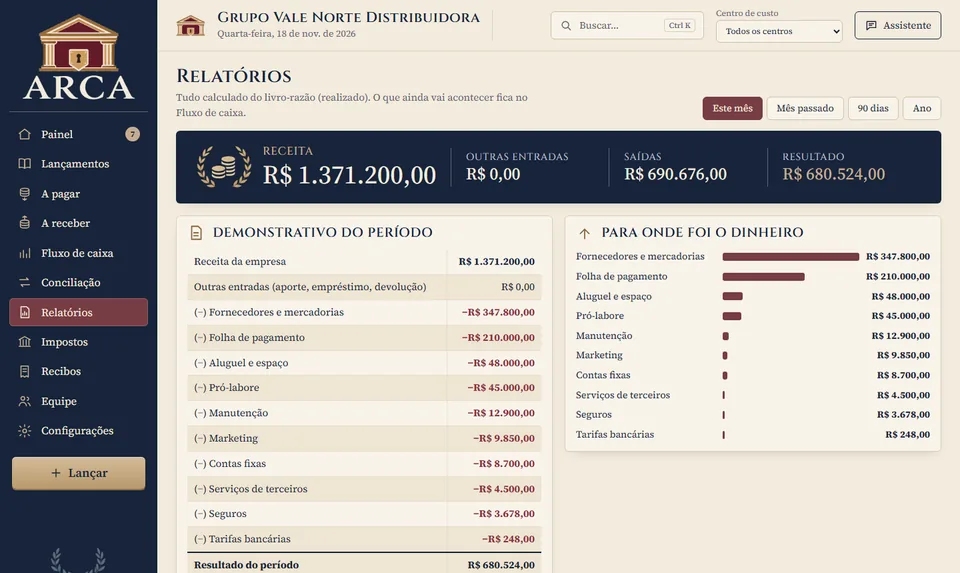 ARCA
Painel
7
Lançamentos
A pagar
A receber
Fluxo de caixa
Conciliação
Relatórios
Impostos
Recibos
Equipe
Configurações
+ Lançar
Grupo Vale Norte Distribuidora
Quarta-feira, 18 de nov. de 2026
Buscar...
Ctrl K
Centro de custo
Todos os centros
Assistente
Relatórios
Tudo calculado do livro-razão (realizado). O que ainda vai acontecer fica no
Fluxo de caixa.
Este mês
Mês passado
90 dias
Ano
RECEITA
R$ 1.371.200,00
OUTRAS ENTRADAS
R$ 0,00
SAÍDAS
R$ 690.676,00
RESULTADO
R$ 680.524,00
DEMONSTRATIVO DO PERÍODO
Receita da empresa R$ 1.371.200,00
Outras entradas (aporte, empréstimo, devolução) R$ 0,00
(−) Fornecedores e mercadorias −R$ 347.800,00
(−) Folha de pagamento −R$ 210.000,00
(−) Aluguel e espaço −R$ 48.000,00
(−) Pró-labore −R$ 45.000,00
(−) Manutenção −R$ 12.900,00
(−) Marketing −R$ 9.850,00
(−) Contas fixas −R$ 8.700,00
(−) Serviços de terceiros −R$ 4.500,00
(−) Seguros −R$ 3.678,00
(−) Tarifas bancárias −R$ 248,00
Resultado do período R$ 680.524,00
PARA ONDE FOI O DINHEIRO
Fornecedores e mercadorias R$ 347.800,00
Folha de pagamento R$ 210.000,00
Aluguel e espaço R$ 48.000,00
Pró-labore R$ 45.000,00
Manutenção R$ 12.900,00
Marketing R$ 9.850,00
Contas fixas R$ 8.700,00
Serviços de terceiros R$ 4.500,00
Seguros R$ 3.678,00
Tarifas bancárias R$ 248,00